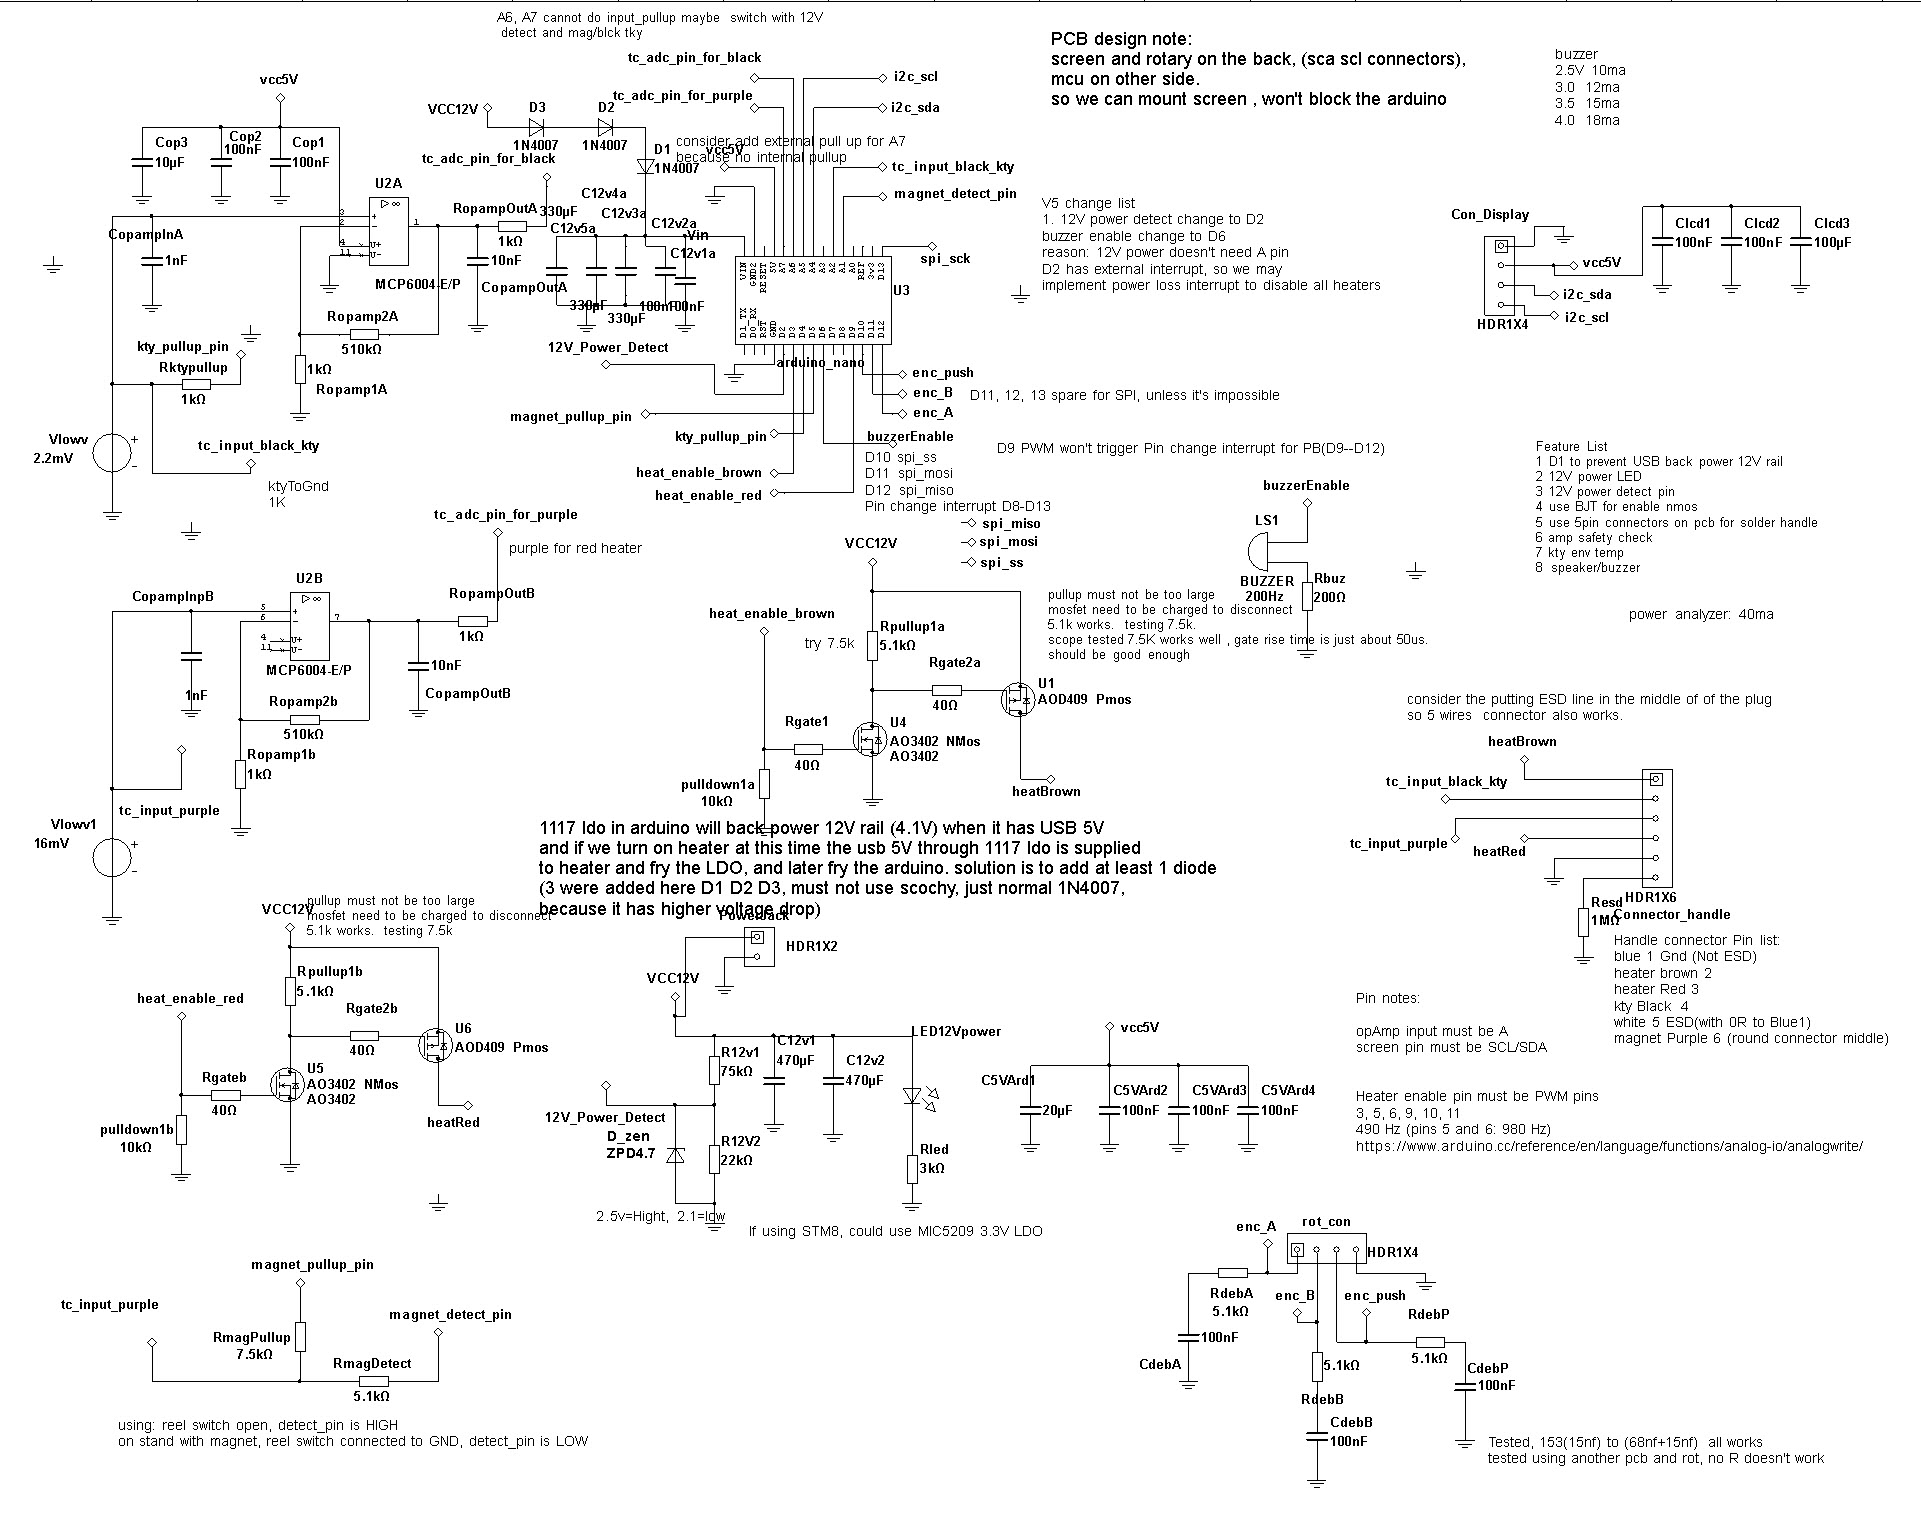 A6, A7 cannot do input_pullup maybe  switch with 12V
detect and mag/blck tky
PCB design note:
screen and rotary on the back, (sca scl connectors),
mcu on other side.
so we can mount screen , won't block the arduino
buzzer
2.5V 10ma
3.0  12ma
3.5  15ma
4.0  18ma
vcc5V
Cop3
10µF
Cop2
100nF
Cop1
100nF
U2A
3
2
4
11
1
U+
U-
MCP6004-E/P
CopampInA
1nF
Ropamp2A
510kΩ
1kΩ
Ropamp1A
kty_pullup_pin
Rktypullup
1kΩ
Vlowv
2.2mV
tc_input_black_kty
ktyToGnd
1K
RopampOutA
1kΩ
10nF
CopampOutA
tc_adc_pin_for_black
VCC12V
D3
1N4007
D2
1N4007
D1
1N4007
consider add external pull up for A7
because no internal pullup
vcc5V
tc_adc_pin_for_black
tc_adc_pin_for_purple
i2c_scl
i2c_sda
tc_input_black_kty
magnet_detect_pin
spi_sck
330µF
C12v5a
C12v4a
C12v3a
C12v2a
C12v1a
Vin
330µF
330µF
100nF
100nF
VIN
GND2
RESET
5V
A7
A6
A5
A4
A3
A2
A1
A0
REF
3v3
D13
U3
D1_TX
D0_RX
RST
GND
D2
D3
D4
D5
D6
D7
D8
D9
D10
D11
D12
arduino_nano
12V_Power_Detect
magnet_pullup_pin
kty_pullup_pin
heat_enable_brown
heat_enable_red
enc_push
enc_B
enc_A
buzzerEnable
D10 spi_ss
D11  spi_mosi
D12  spi_miso
Pin change interrupt D8-D13
spi_miso
spi_mosi
spi_ss
D11, 12, 13 spare for SPI, unless it's impossible
D9 PWM won't trigger Pin change interrupt for PB(D9--D12)
V5 change list
1. 12V power detect change to D2
buzzer enable change to D6
reason: 12V power doesn't need A pin
D2 has external interrupt, so we may
implement power loss interrupt to disable all heaters
Con_Display
HDR1X4
vcc5V
i2c_sda
i2c_scl
Clcd1
100nF
Clcd2
100nF
Clcd3
100µF
Feature List
1 D1 to prevent USB back power 12V rail
2 12V power LED
3 12V power detect pin
4 use BJT for enable nmos
5 use 5pin connectors on pcb for solder handle
6 amp safety check
7 kty env temp
8  speaker/buzzer
power analyzer: 40ma
buzzerEnable
LS1
BUZZER
200Hz
Rbuz
200Ω
tc_adc_pin_for_purple
purple for red heater
U2B
5
6
4
11
7
U+
U-
MCP6004-E/P
CopampInpB
1nF
RopampOutB
1kΩ
10nF
CopampOutB
Ropamp2b
510kΩ
Ropamp1b
1kΩ
tc_input_purple
Vlowv1
16mV
VCC12V
heat_enable_brown
try 7.5k
Rpullup1a
5.1kΩ
Rgate2a
40Ω
U1
AOD409  Pmos
Rgate1
40Ω
U4
AO3402  NMos
AO3402
pulldown1a
10kΩ
heatBrown
pullup must not be too large
mosfet need to be charged to disconnect
5.1k works.  testing 7.5k.
scope tested 7.5K works well , gate rise time is just about 50us.
should be good enough
consider the putting ESD line in the middle of of the plug
so 5 wires  connector also works.
heatBrown
tc_input_black_kty
tc_input_purple
heatRed
HDR1X6
Connector_handle
Resd
1MΩ
Handle connector Pin list:
blue 1 Gnd (Not ESD)
heater brown 2
heater Red 3
kty Black  4
white 5 ESD(with 0R to Blue1)
magnet Purple 6 (round connector middle)
1117 ldo in arduino will back power 12V rail (4.1V) when it has USB 5V
and if we turn on heater at this time the usb 5V through 1117 ldo is supplied
to heater and fry the LDO, and later fry the arduino. solution is to add at least 1 diode
(3 were added here D1 D2 D3, must not use scochy, just normal 1N4007,
because it has higher voltage drop)
pullup must not be too large
mosfet need to be charged to disconnect
5.1k works.  testing 7.5k
VCC12V
Rpullup1b
5.1kΩ
heat_enable_red
Rgate2b
40Ω
U6
AOD409  Pmos
U5
AO3402  NMos
AO3402
Rgateb
40Ω
pulldown1b
10kΩ
heatRed
PowerJack
HDR1X2
VCC12V
R12v1
75kΩ
C12v1
470µF
C12v2
470µF
LED12Vpower
12V_Power_Detect
D_zen
ZPD4.7
R12V2
22kΩ
Rled
3kΩ
2.5v=Hight,  2.1=low
If using STM8, could use MIC5209 3.3V LDO
vcc5V
C5VArd1
20µF
C5VArd2
100nF
C5VArd3
100nF
C5VArd4
100nF
Pin notes:
opAmp input must be A
screen pin must be SCL/SDA
Heater enable pin must be PWM pins
3, 5, 6, 9, 10, 11
490 Hz (pins 5 and 6: 980 Hz)
https://www.arduino.cc/reference/en/language/functions/analog-io/analogwrite/
magnet_pullup_pin
tc_input_purple
magnet_detect_pin
RmagPullup
7.5kΩ
RmagDetect
5.1kΩ
using: reel switch open, detect_pin is HIGH
on stand with magnet, reel switch connected to GND, detect_pin is LOW
enc_A
rot_con
HDR1X4
RdebA
5.1kΩ
enc_B
enc_push
RdebP
5.1kΩ
100nF
CdebA
5.1kΩ
RdebB
CdebP
100nF
CdebB
100nF
Tested, 153(15nf) to (68nf+15nf)  all works
tested using another pcb and rot, no R doesn't work